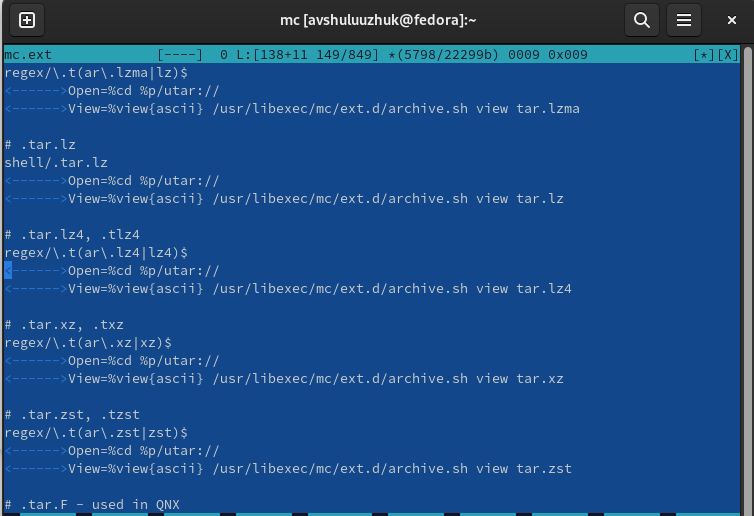 mc [avshuluuzhuk@fedora]:~
mc.ext [----] 0 L:[138+11 149/849] *(5798/22299b) 0009 0x009 [*][X]
regex/\.t(ar\.lzma|lz)$
<------>Open=%cd %p/utar://
<------>View=%view{ascii} /usr/libexec/mc/ext.d/archive.sh view tar.lzma

# .tar.lz
shell/.tar.lz
<------>Open=%cd %p/utar://
<------>View=%view{ascii} /usr/libexec/mc/ext.d/archive.sh view tar.lz

# .tar.lz4, .tlz4
regex/\.t(ar\.lz4|lz4)$
<------>Open=%cd %p/utar://
<------>View=%view{ascii} /usr/libexec/mc/ext.d/archive.sh view tar.lz4

# .tar.xz, .txz
regex/\.t(ar\.xz|xz)$
<------>Open=%cd %p/utar://
<------>View=%view{ascii} /usr/libexec/mc/ext.d/archive.sh view tar.xz

# .tar.zst, .tzst
regex/\.t(ar\.zst|zst)$
<------>Open=%cd %p/utar://
<------>View=%view{ascii} /usr/libexec/mc/ext.d/archive.sh view tar.zst

# .tar.F - used in QNX